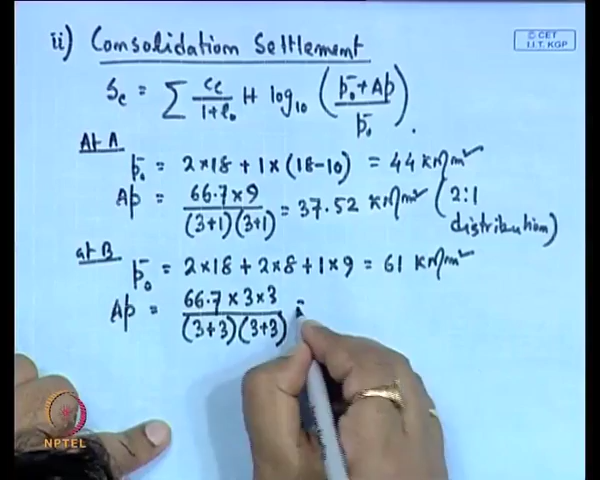 © CET
I.I.T. KGP
ii) Consolidation Settlement
Sc = Σ Cc/1+e₀ H log₁₀ (p̄₀+Δp/p̄₀).
At A
p̄₀ = 2×18 + 1×(18-10) = 44 kN/m²
Δp = 66.7×9/(3+1)(3+1) = 37.52 kN/m² (2:1 distribution)
at B
p̄₀ = 2×18 + 2×8 + 1×9 = 61 kN/m²
Δp = 66.7×3×3/(3+3)(3+3) =
NPTEL